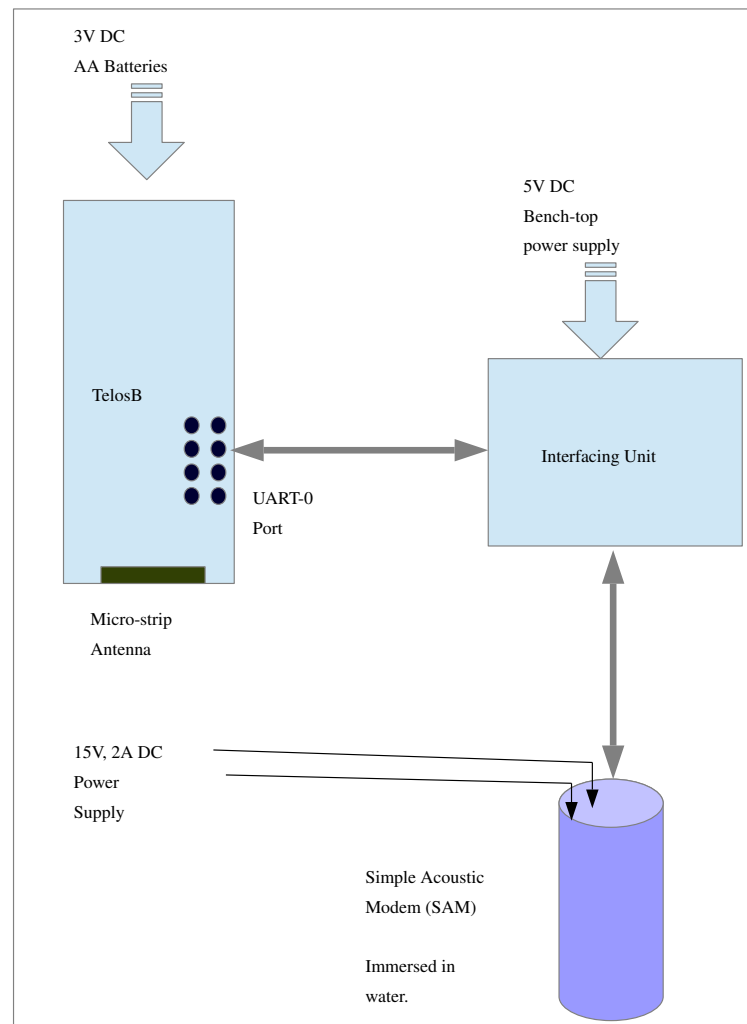 3V DC
AA Batteries
5V DC
Bench-top
power supply
TelosB
Interfacing Unit
UART-0
Port
Micro-strip
Antenna
15V, 2A DC
Power
Supply
Simple Acoustic
Modem (SAM)
Immersed in
water.